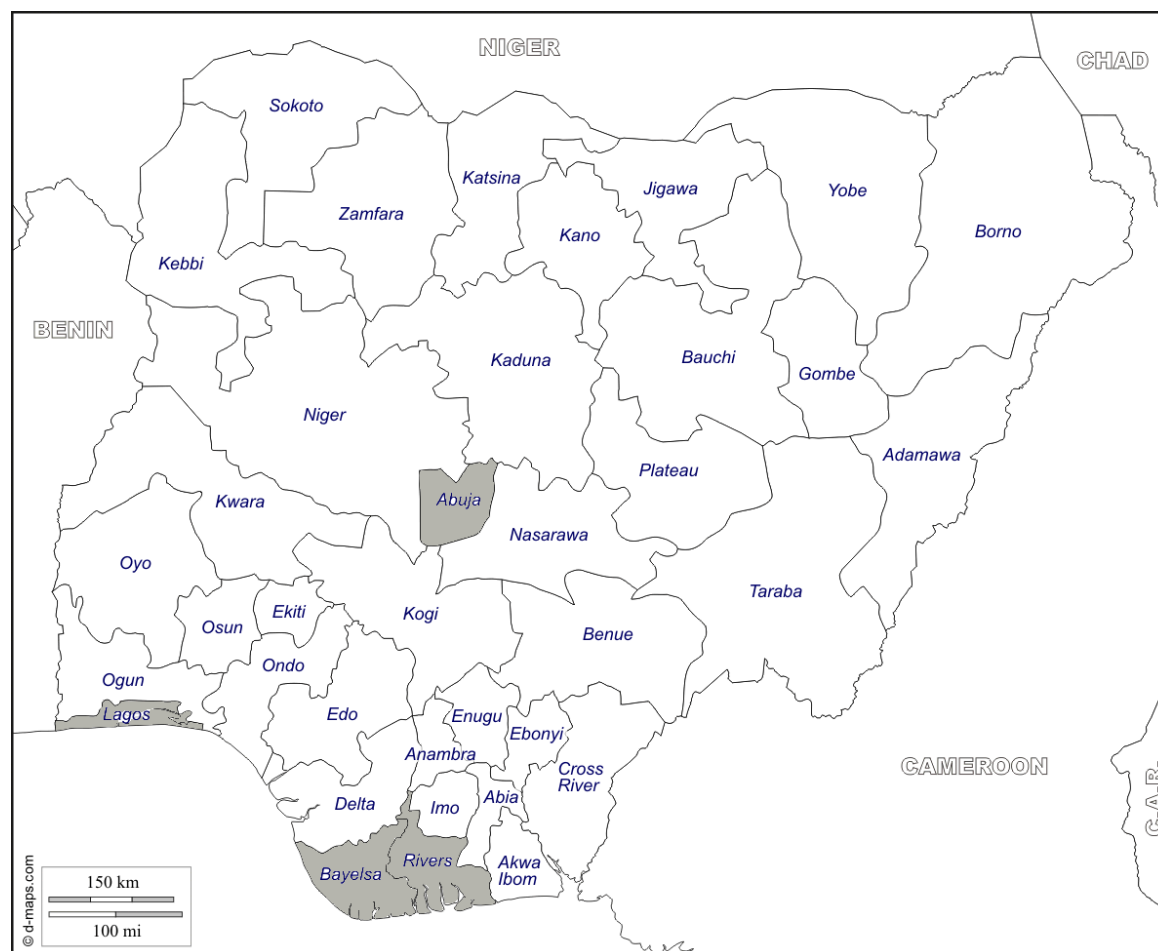 NIGER
CHAD
Sokoto
Katsina
Jigawa
Yobe
Zamfara
Kano
Borno
Kebbi
BENIN
Kaduna
Bauchi
Gombe
Niger
Adamawa
Plateau
Abuja
Kwara
Nasarawa
Oyo
Taraba
Ekiti
Kogi
Osun
Benue
Ondo
Ogun
Lagos
Edo
Enugu
Ebonyi
Anambra
CAMEROON
Cross
River
Delta
Imo
Abia
C-A-R-
Bayelsa
Rivers
Akwa
Ibom
150 km
100 mi
© d-maps.com